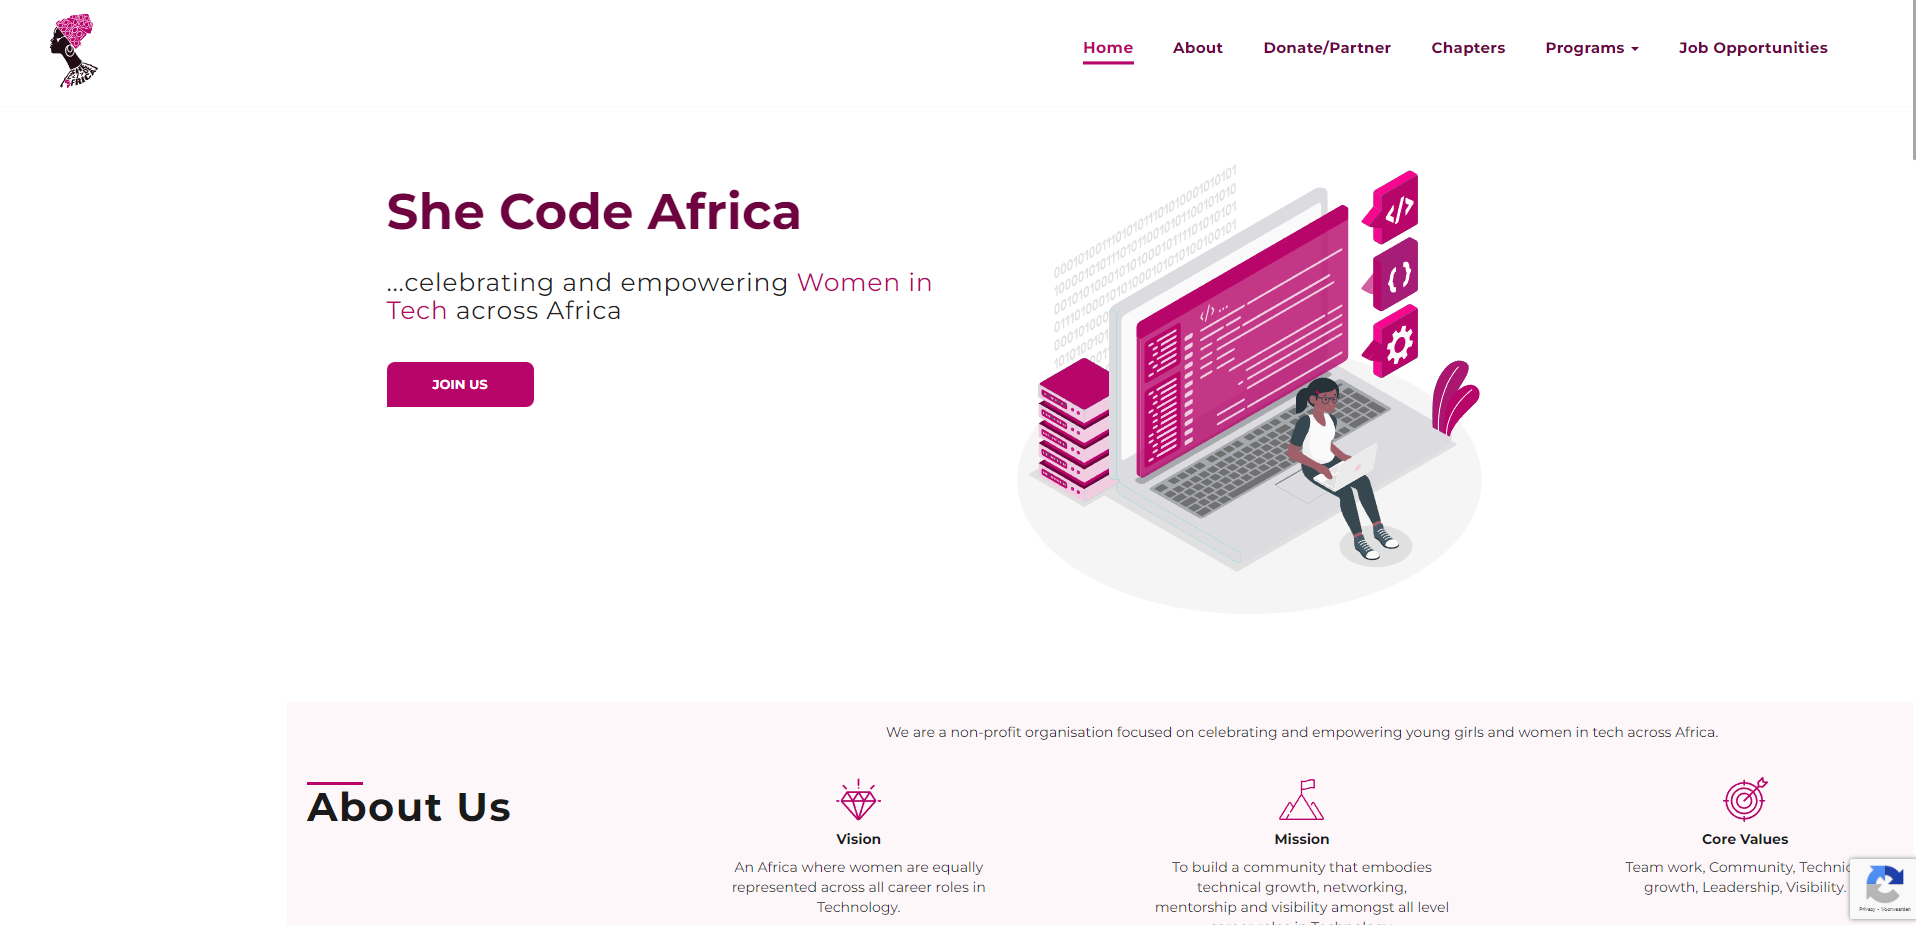 Home
About
Donate/Partner
Chapters
Programs
Job Opportunities
She Code Africa
...celebrating and empowering Women in
Tech across Africa
JOIN US
We are a non-profit organisation focused on celebrating and empowering young girls and women in tech across Africa.
About Us
Vision
An Africa where women are equally
represented across all career roles in
Technology.
Mission
To build a community that embodies
technical growth, networking,
mentorship and visibility amongst all level
Core Values
Team work, Community,
growth, Leadership, Visibility.
Privacy - Voorwaarden